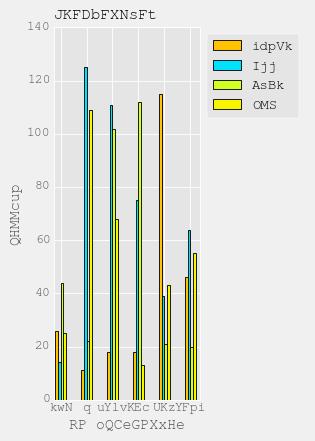 JKFDbFXNsFt
140
120
100
80
60
40
20
0
QHMMcup
kwN q uYlvKEc UKzYFpi
RP oQCeGPXxHe
idpVk
Ijj
AsBk
OMS